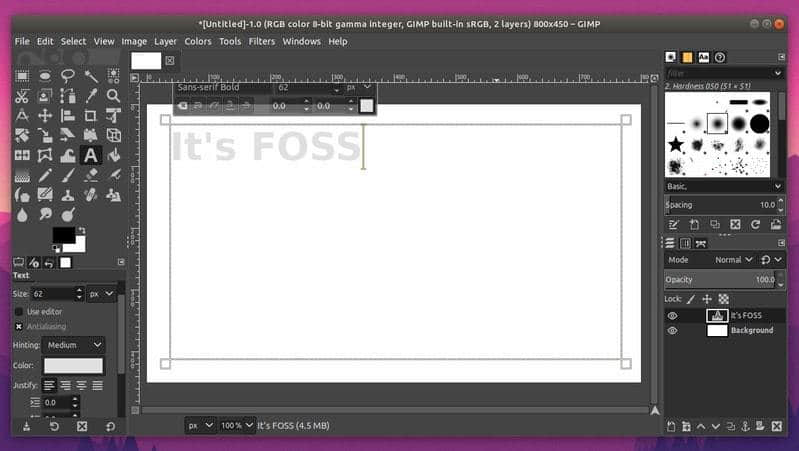 *[Untitled]-1.0 (RGB color 8-bit gamma integer, GIMP built-in sRGB, 2 layers) 800x450 – GIMP
File Edit Select View Image Layer Colors Tools Filters Windows Help
Sans-serif Bold 62 px
0.0 0.0
It's FOSS
Text
Size: 62 px
Use editor
Antialiasing
Hinting: Medium
Color:
Justify:
0.0
px 100 % It's FOSS (4.5 MB)
filter
2. Hardness 050 (51 × 51)
Basic,
Spacing 10.0
Mode Normal
Opacity 100.0
Lock:
It's FOSS
Background